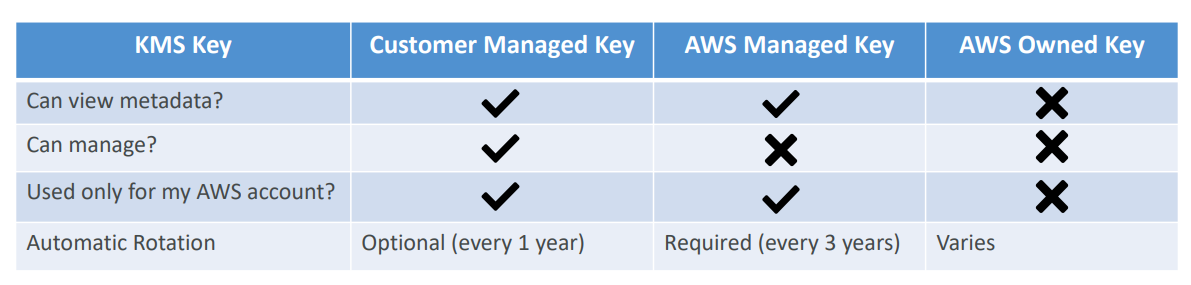 KMS Key Customer Managed Key AWS Managed Key AWS Owned Key
Can view metadata?
Can manage?
Used only for my AWS account?
Automatic Rotation Optional (every 1 year) Required (every 3 years) Varies